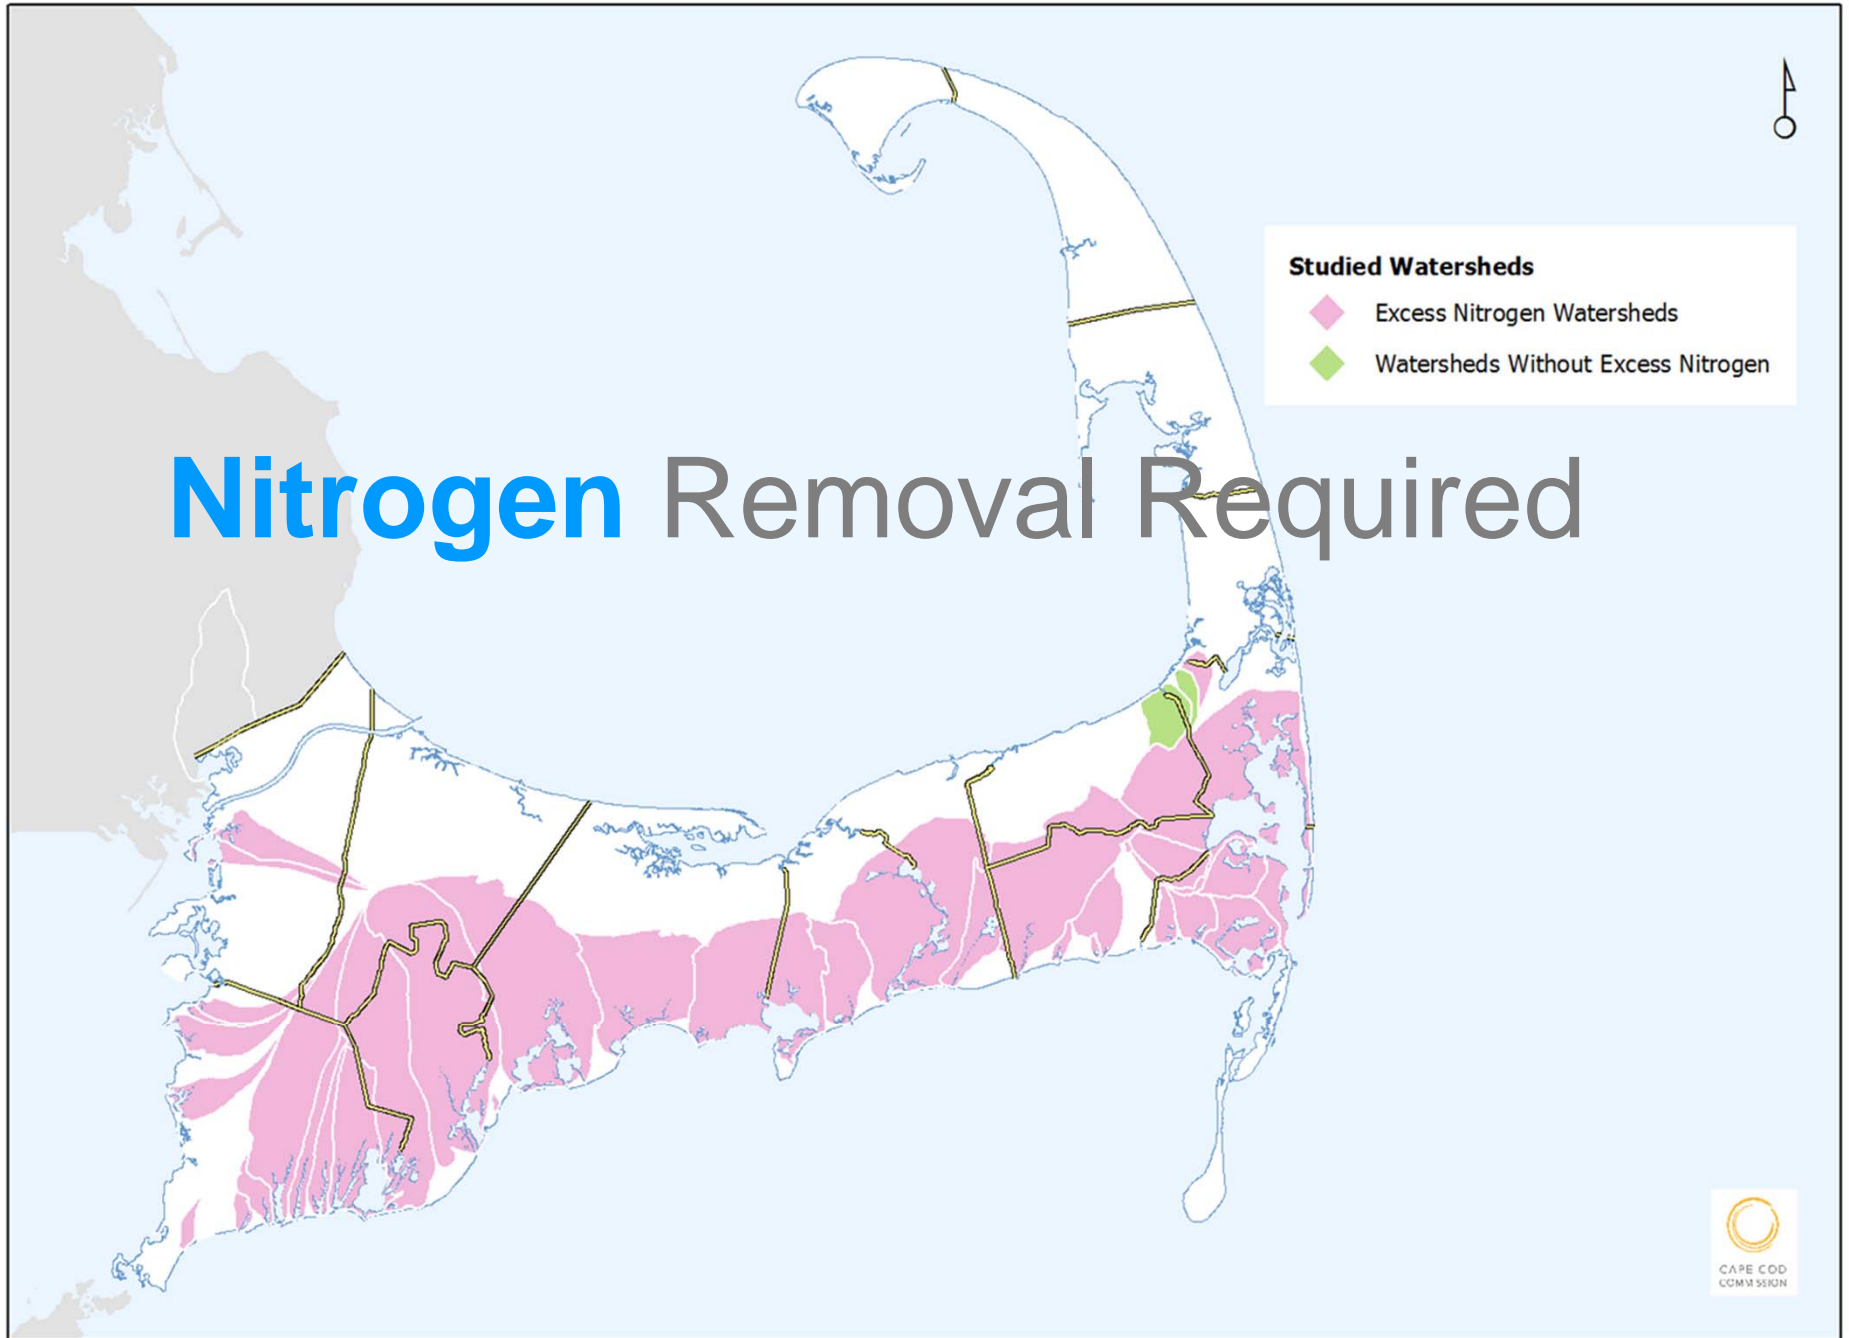 Studied Watersheds
Excess Nitrogen Watersheds
Watersheds Without Excess Nitrogen
Nitrogen Removal Required
CAPE COD
COMMISSION